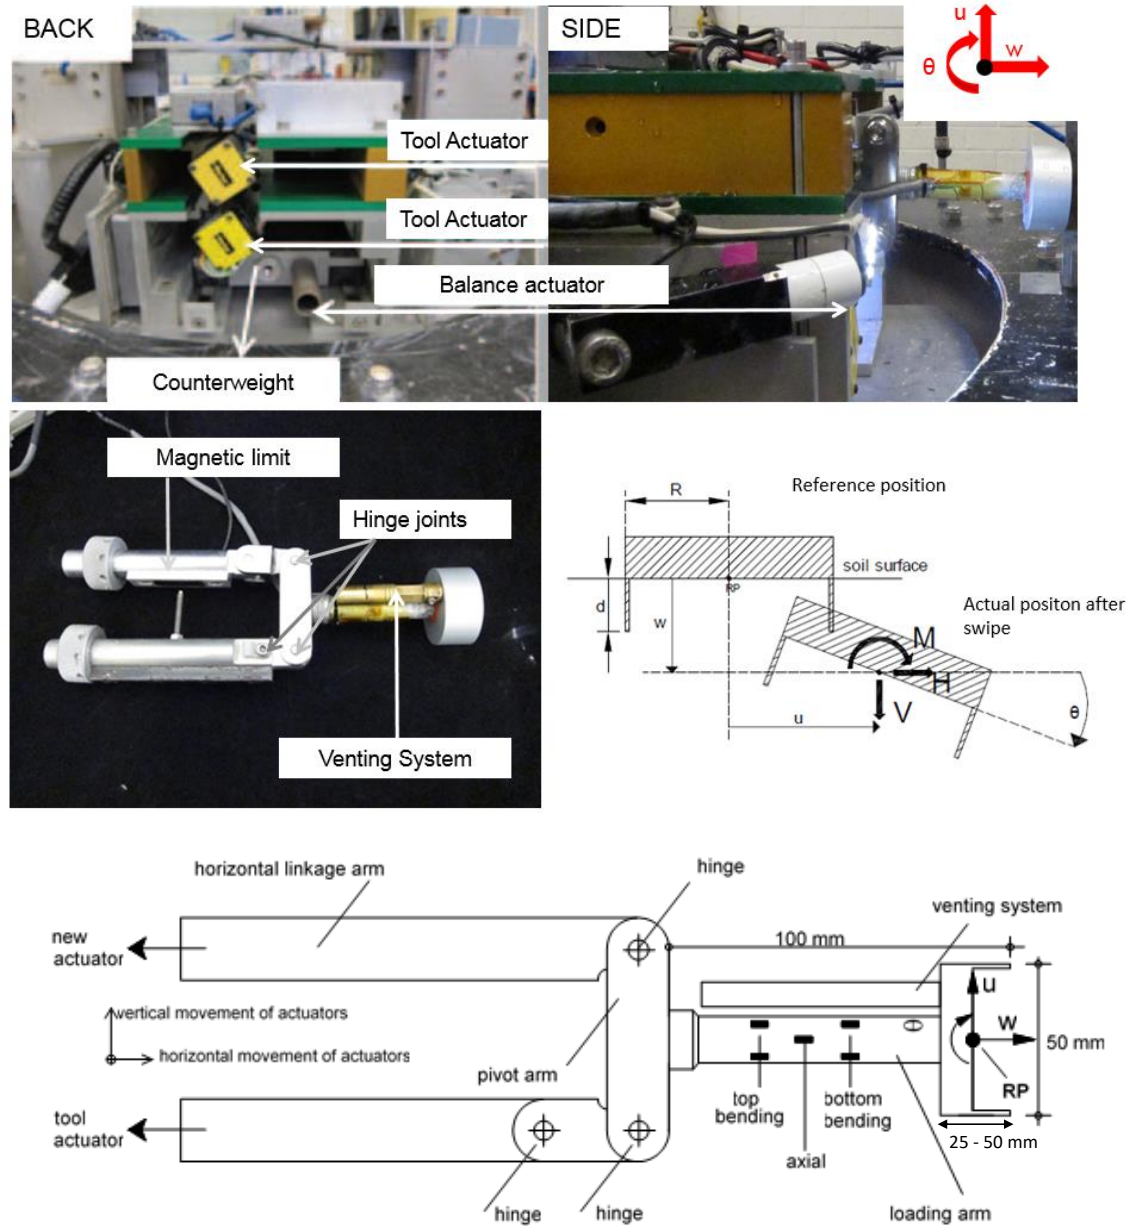 BACK
SIDE
u
w
θ
Tool Actuator
Tool Actuator
Balance actuator
Counterweight
Magnetic limit
Hinge joints
Venting System
R
Reference position
soil surface
RP
d
w
Actual positon after
swipe
M
H
V
u
θ
horizontal linkage arm
hinge
venting system
new
actuator
100 mm
vertical movement of actuators
horizontal movement of actuators
u
w
50 mm
RP
pivot arm
top
bending
bottom
bending
tool
actuator
axial
25 - 50 mm
hinge
hinge
loading arm
θ